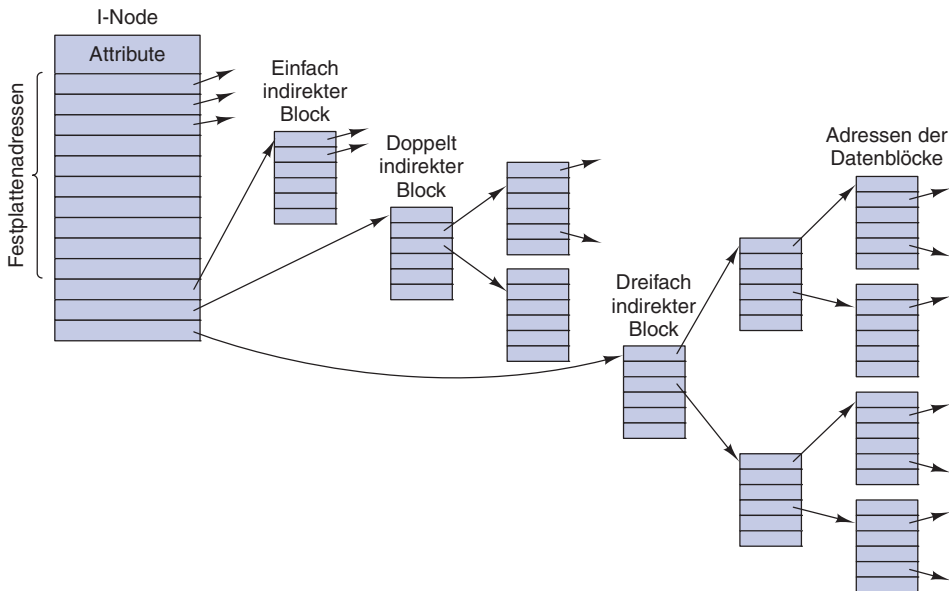 I-Node
Attribute
Festplattenadressen
Einfach
indirekter
Block
Doppelt
indirekter
Block
Dreifach
indirekter
Block
Adressen der
Datenblöcke